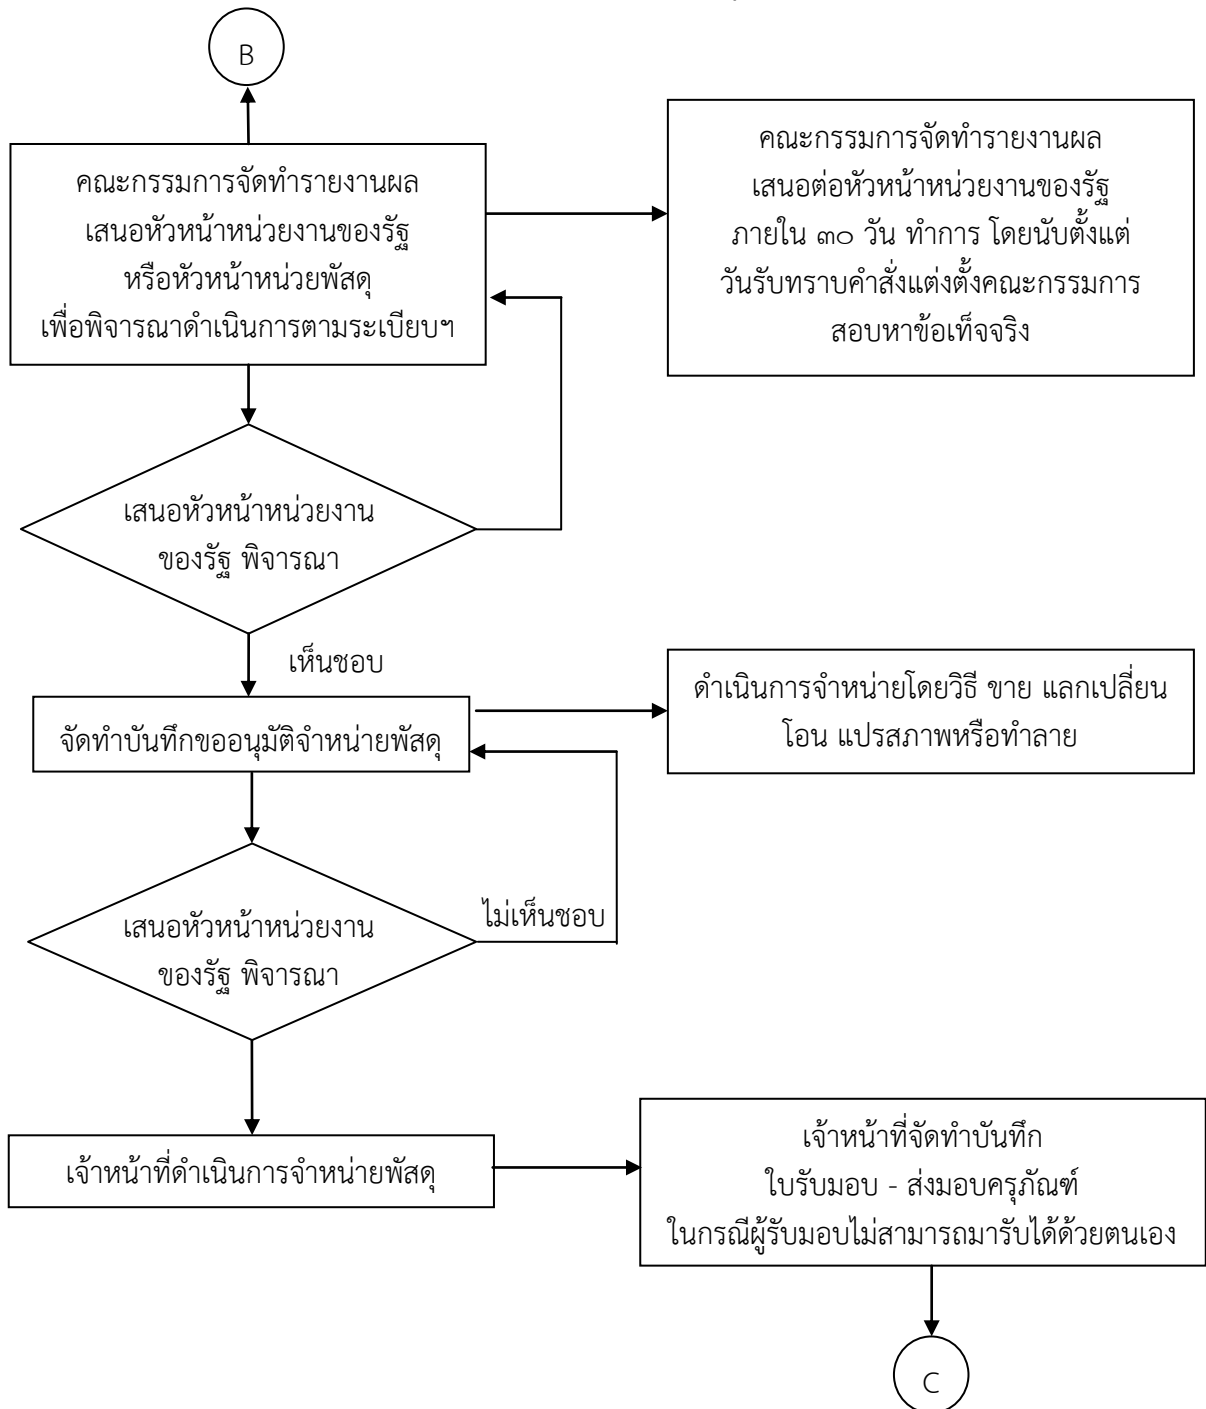 B
คณะกรรมการจัดทำรายงานผล
เสนอหัวหน้าหน่วยงานของรัฐ
หรือหัวหน้าหน่วยพัสดุ
เพื่อพิจารณาดำเนินการตามระเบียบฯ
คณะกรรมการจัดทำรายงานผล
เสนอต่อหัวหน้าหน่วยงานของรัฐ
ภายใน ๓๐ วัน ทำการ โดยนับตั้งแต่
วันรับทราบคำสั่งแต่งตั้งคณะกรรมการ
สอบหาข้อเท็จจริง
เสนอหัวหน้าหน่วยงาน
ของรัฐ พิจารณา
เห็นชอบ
จัดทำบันทึกขออนุมัติจำหน่ายพัสดุ
ดำเนินการจำหน่ายโดยวิธี ขาย แลกเปลี่ยน
โอน แปรสภาพหรือทำลาย
เสนอหัวหน้าหน่วยงาน
ของรัฐ พิจารณา
ไม่เห็นชอบ
เจ้าหน้าที่ดำเนินการจำหน่ายพัสดุ
เจ้าหน้าที่จัดทำบันทึก
ใบรับมอบ - ส่งมอบครุภัณฑ์
ในกรณีผู้รับมอบไม่สามารถมารับได้ด้วยตนเอง
C